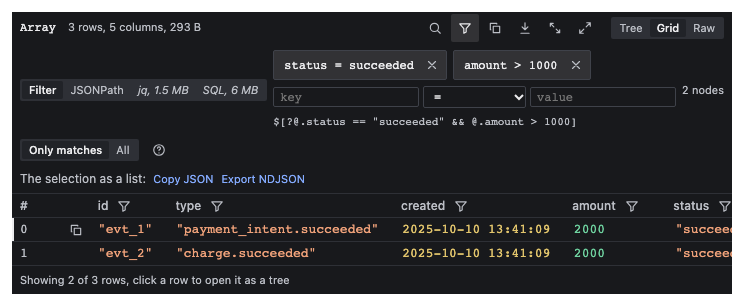 Array 3 rows, 5 columns, 293 B Tree Grid Raw
status = succeeded × amount > 1000 ×
Filter JSONPath jq, 1.5 MB SQL, 6 MB key = value 2 nodes
$[?@.status == "succeeded" && @.amount > 1000]
Only matches All
The selection as a list: Copy JSON Export NDJSON
# id type created amount status
0 "evt_1" "payment_intent.succeeded" 2025-10-10 13:41:09 2000 "succee
1 "evt_2" "charge.succeeded" 2025-10-10 13:41:09 2000 "succee
Showing 2 of 3 rows, click a row to open it as a tree